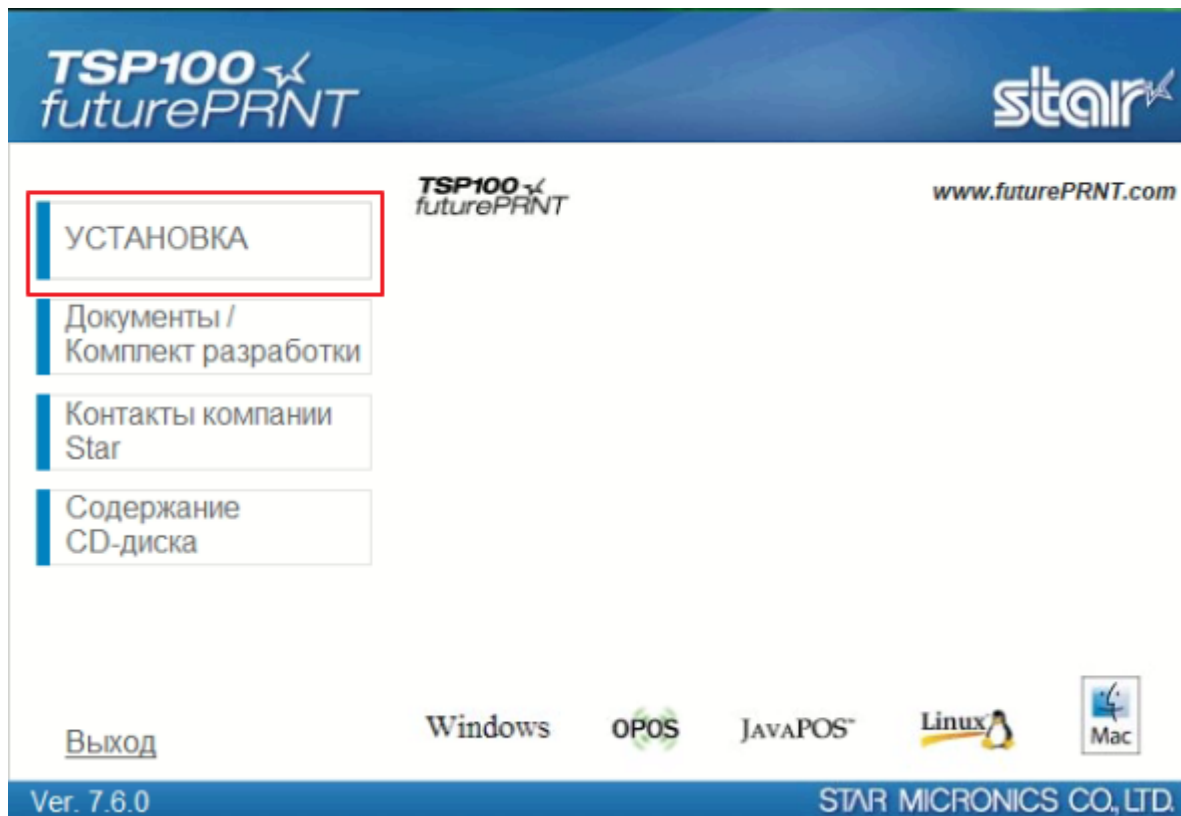 TSP100
futurePRNT
star
TSP100
futurePRNT
www.futurePRNT.com
УСТАНОВКА
Документы /
Комплект разработки
Контакты компании
Star
Содержание
CD-диска
Выход
Windows
OPOS
JAVAPOS™
Linux
Mac
Ver. 7.6.0
STAR MICRONICS CO., LTD.